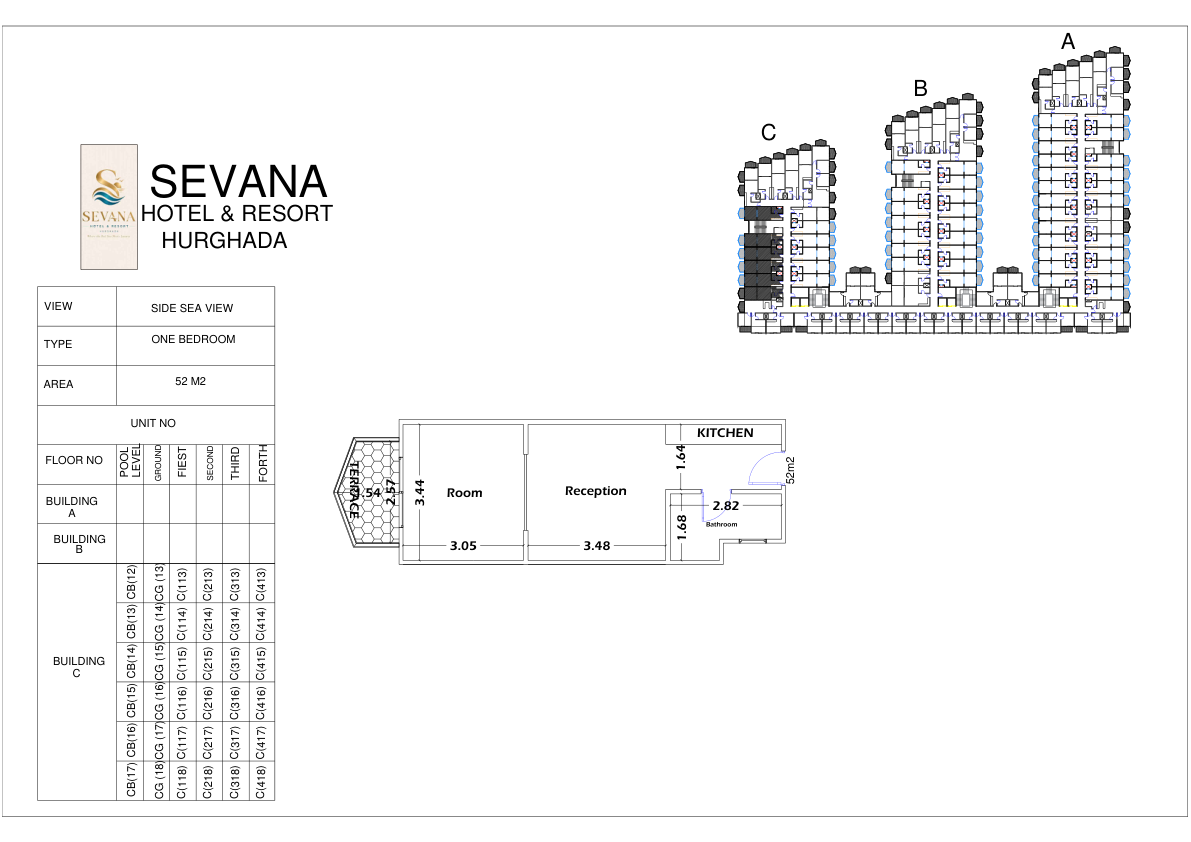 A
B
C
SEVANA
HOTEL & RESORT
HURGHADA
SEVANA
HOTEL & RESORT
VIEW SIDE SEA VIEW
TYPE ONE BEDROOM
AREA 52 M2
UNIT NO
FLOOR NO POOL LEVEL GROUND FIEST SECOND THIRD FORTH
BUILDING
A
BUILDING
B
BUILDING
C
CB(12) CG (13) C(113) C(213) C(313) C(413)
CB(13) CG (14) C(114) C(214) C(314) C(414)
CB(14) CG (15) C(115) C(215) C(315) C(415)
CB(15) CG (16) C(116) C(216) C(316) C(416)
CB(16) CG (17) C(117) C(217) C(317) C(417)
CB(17) CG (18) C(118) C(218) C(318) C(418)
KITCHEN
1.64
52m2
TERRACE
2.57
3.44
Room
Reception
2.82
Bathroom
1.68
3.05
3.48